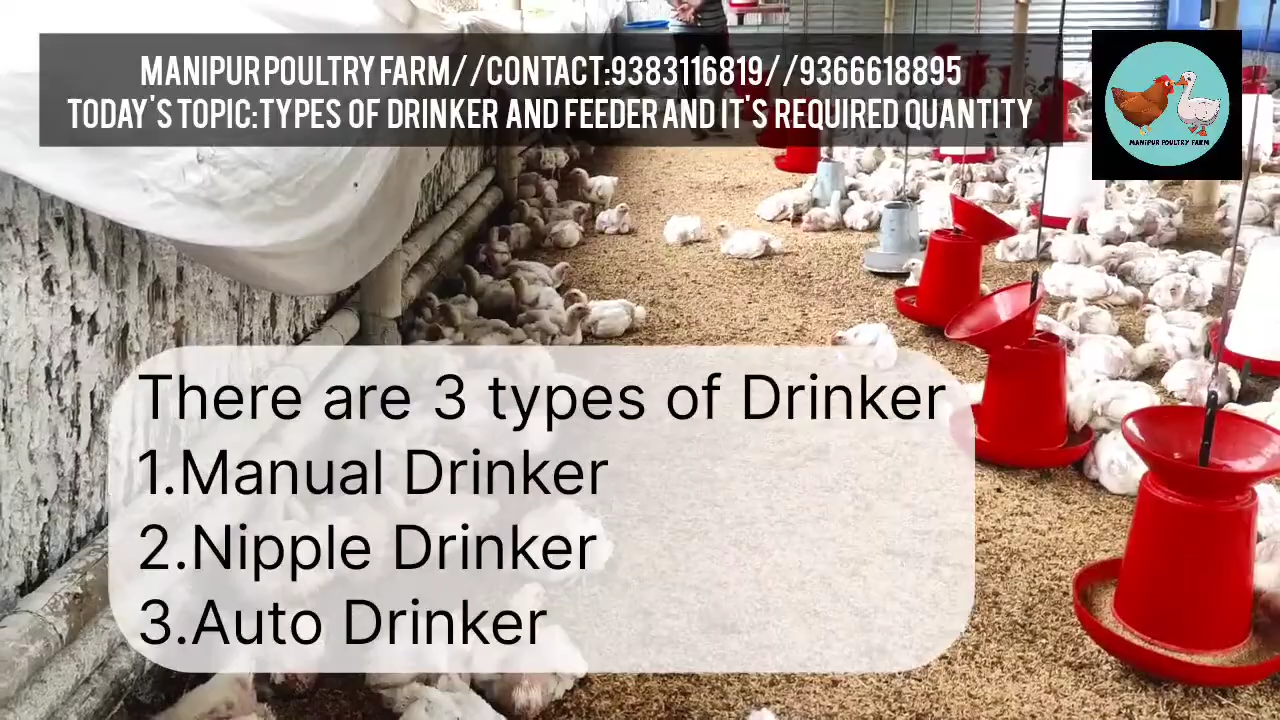 MANIPUR POULTRY FARM//CONTACT:9383116819//9366618895
TODAY'S TOPIC:TYPES OF DRINKER AND FEEDER AND IT'S REQUIRED QUANTITY
MANIPUR POULTRY FARM
There are 3 types of Drinker
1.Manual Drinker
2.Nipple Drinker
3.Auto Drinker